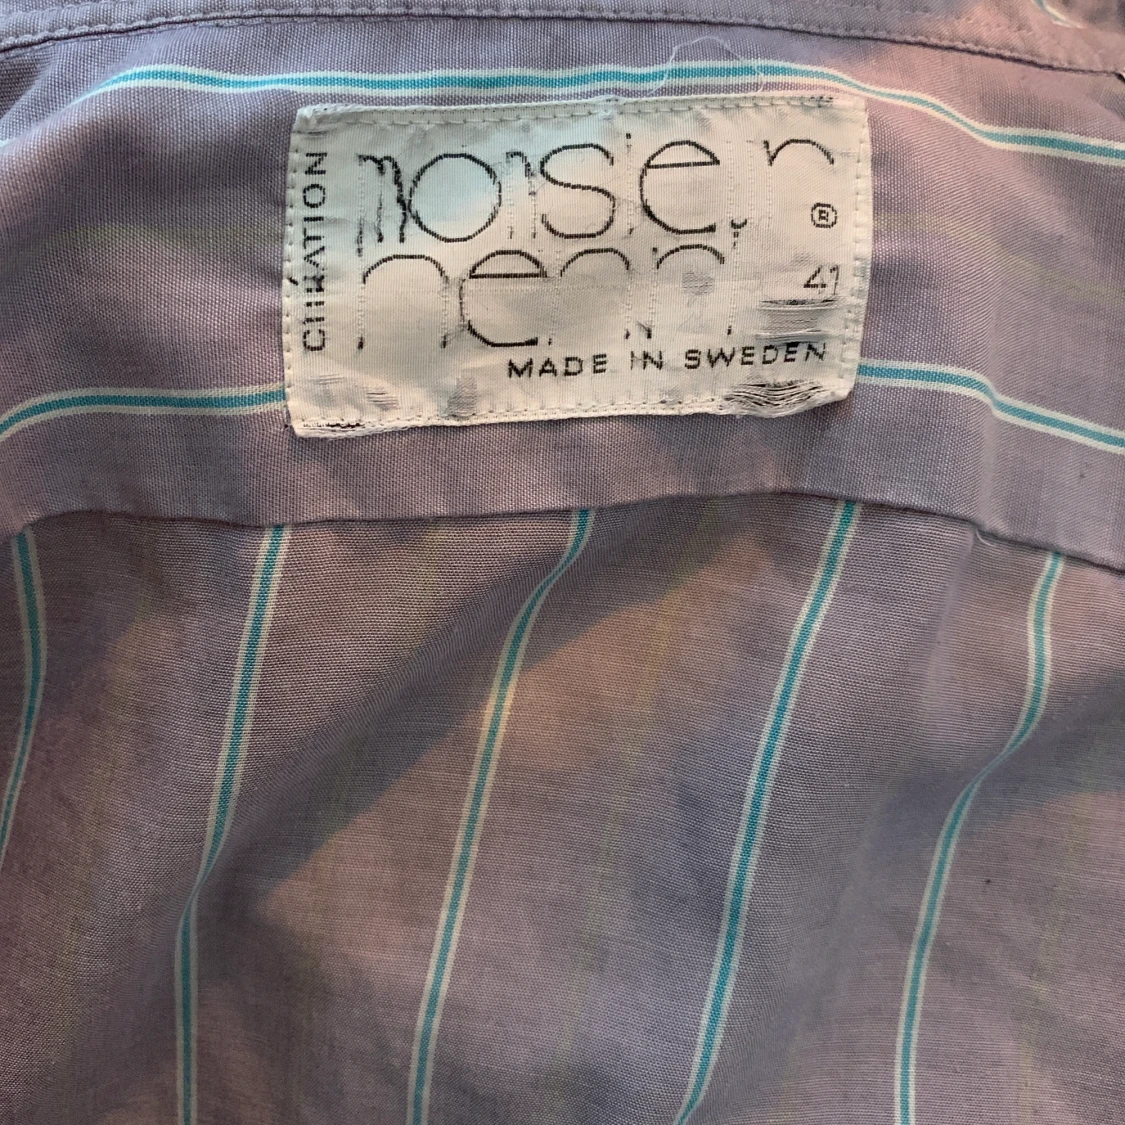 CRÉATION
monsieur
®
henri
41
MADE IN SWEDEN